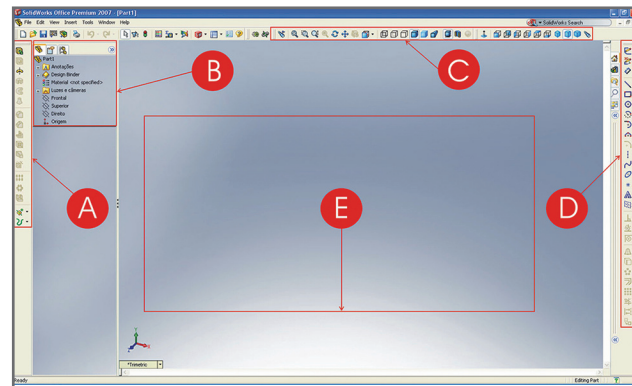 SolidWorks Office Premium 2007 - [Part1]
File Edit View Insert Tools Window Help
SolidWorks Search
Part1
Anotações
Design Binder
Material <not specified>
Luzes e câmeras
Frontal
Superior
Direito
Origem
A
B
C
D
E
*Trimetric
Ready
Editing Part